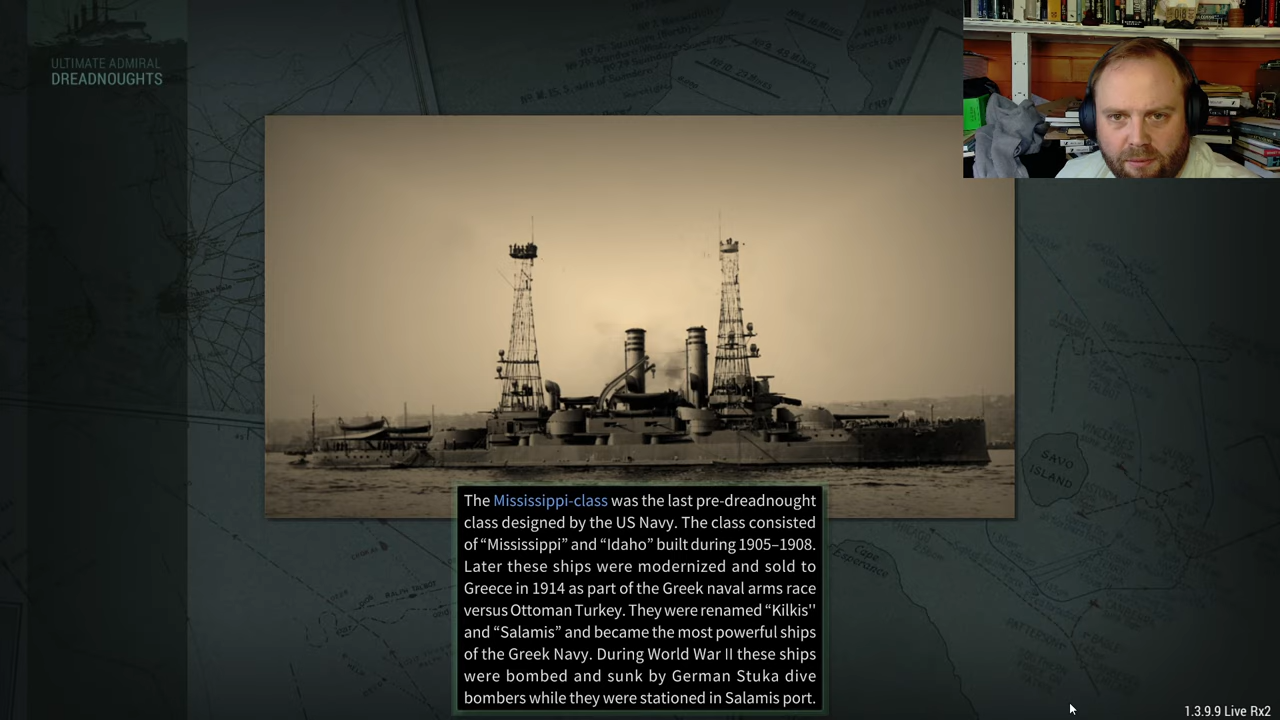 ULTIMATE ADMIRAL
DREADNOUGHTS
SAVO
ISLAND
Cape
Esperance
The Mississippi-class was the last pre-dreadnought
class designed by the US Navy. The class consisted
of “Mississippi” and “Idaho” built during 1905–1908.
Later these ships were modernized and sold to
Greece in 1914 as part of the Greek naval arms race
versus Ottoman Turkey. They were renamed “Kilkis''
and “Salamis” and became the most powerful ships
of the Greek Navy. During World War II these ships
were bombed and sunk by German Stuka dive
bombers while they were stationed in Salamis port.
1.3.9.9 Live Rx2